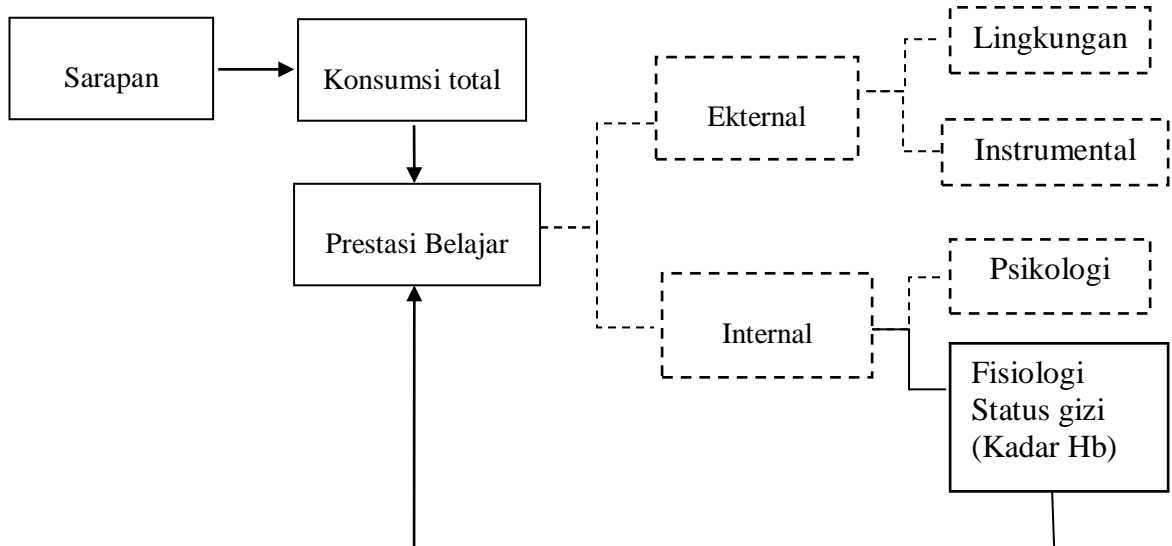 Sarapan
Konsumsi total
Prestasi Belajar
Ekternal
Lingkungan
Instrumental
Internal
Psikologi
Fisiologi
Status gizi
(Kadar Hb)